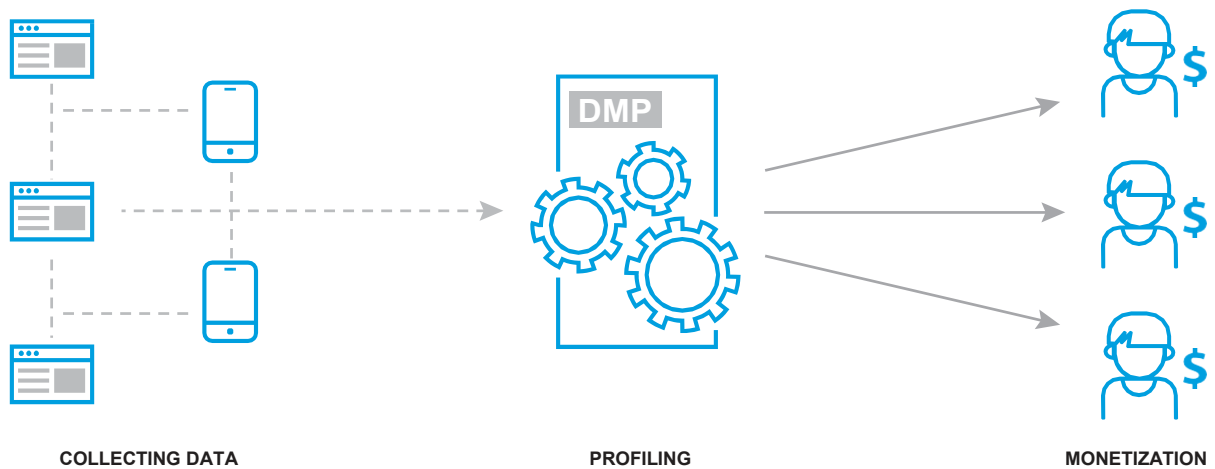 DMP
$
$
$
COLLECTING DATA
PROFILING
MONETIZATION